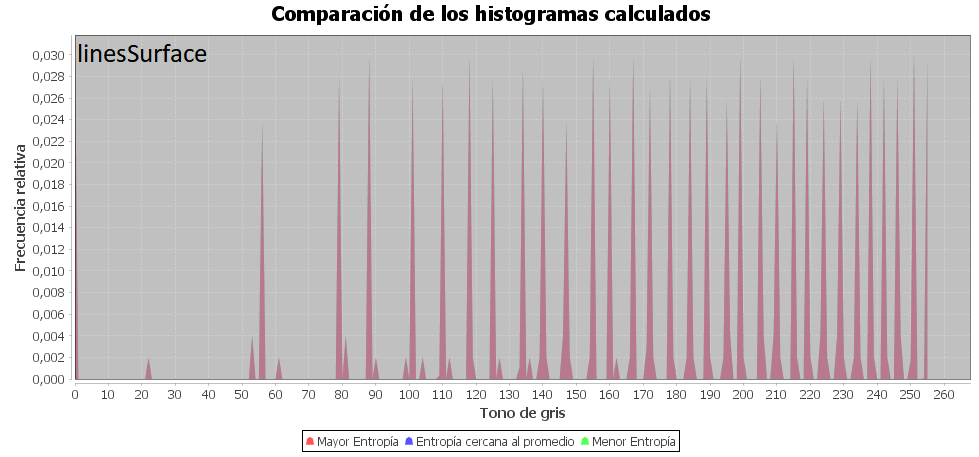 Comparación de los histogramas calculados
linesSurface
Frecuencia relativa
0,030
0,028
0,026
0,024
0,022
0,020
0,018
0,016
0,014
0,012
0,010
0,008
0,006
0,004
0,002
0,000
0 10 20 30 40 50 60 70 80 90 100 110 120 130 140 150 160 170 180 190 200 210 220 230 240 250 260
Tono de gris
Mayor Entropía Entropía cercana al promedio Menor Entropía